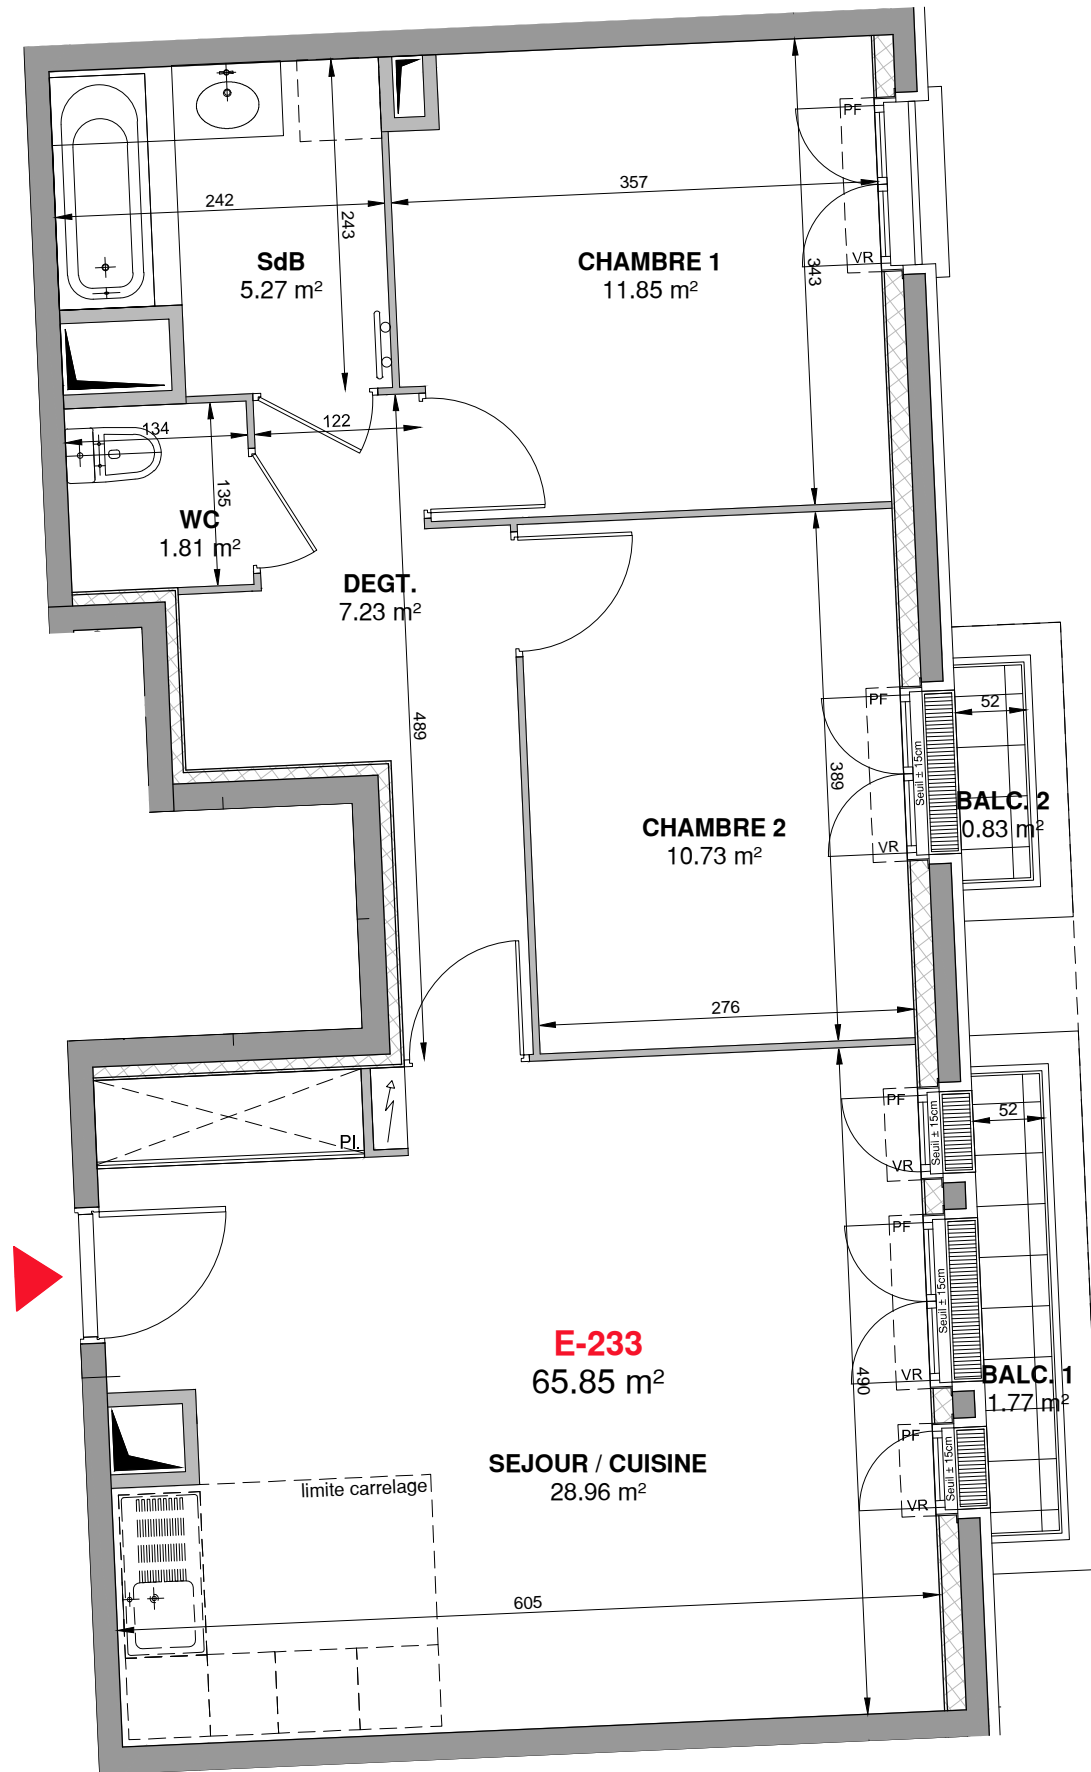 PF
357
242
243
SdB
5.27 m²
CHAMBRE 1
11.85 m²
VR
343
122
134
135
WC
1.81 m²
DEGT.
7.23 m²
489
PF
52
Seuil ± 15cm
389
BALC. 2
0.83 m²
CHAMBRE 2
10.73 m²
VR
276
PF
52
Seuil ± 15cm
Pl.
VR
PF
Seuil ± 15cm
E-233
65.85 m²
VR
490
BALC. 1
1.77 m²
PF
SEJOUR / CUISINE
28.96 m²
Seuil ± 15cm
limite carrelage
VR
605